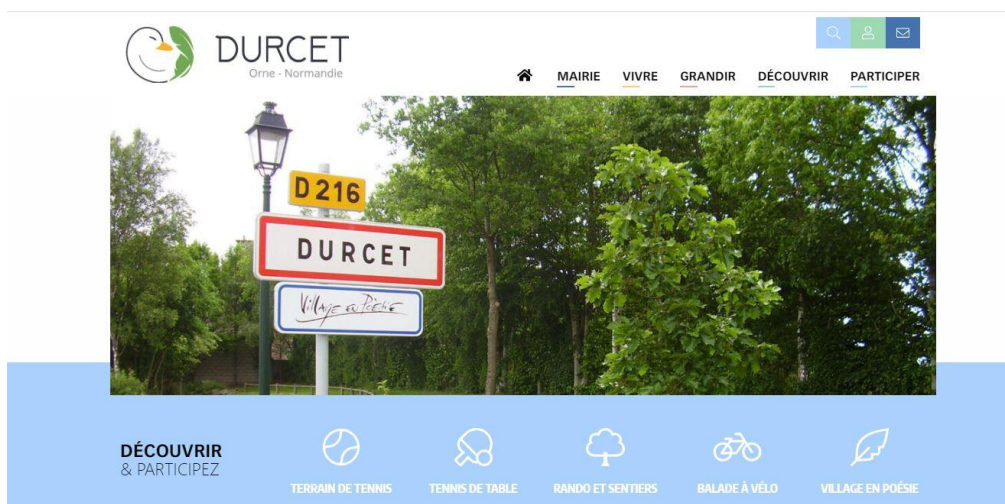 DURCET
Orne - Normandie
MAIRIE VIVRE GRANDIR DÉCOUVRIR PARTICIPER
D 216
DURCET
Village en Poésie
DÉCOUVRIR
& PARTICIPEZ
TERRAIN DE TENNIS TENNIS DE TABLE RANDO ET SENTIERS BALADE À VÉLO VILLAGE EN POÉSIE